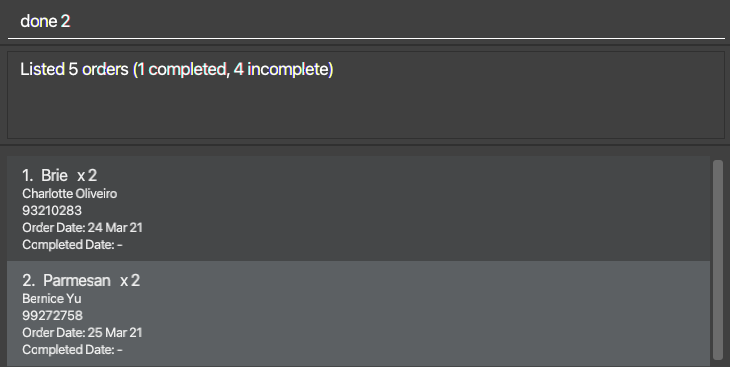 done 2
Listed 5 orders (1 completed, 4 incomplete)
1. Brie x 2
Charlotte Oliveiro
93210283
Order Date: 24 Mar 21
Completed Date: -
2. Parmesan x 2
Bernice Yu
99272758
Order Date: 25 Mar 21
Completed Date: -